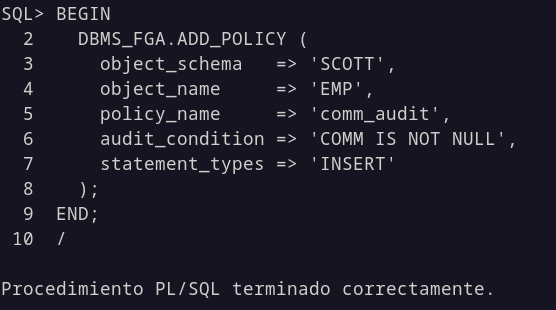 SQL> BEGIN
  2    DBMS_FGA.ADD_POLICY (
  3      object_schema   => 'SCOTT',
  4      object_name     => 'EMP',
  5      policy_name     => 'comm_audit',
  6      audit_condition => 'COMM IS NOT NULL',
  7      statement_types => 'INSERT'
  8    );
  9  END;
 10  /
Procedimiento PL/SQL terminado correctamente.